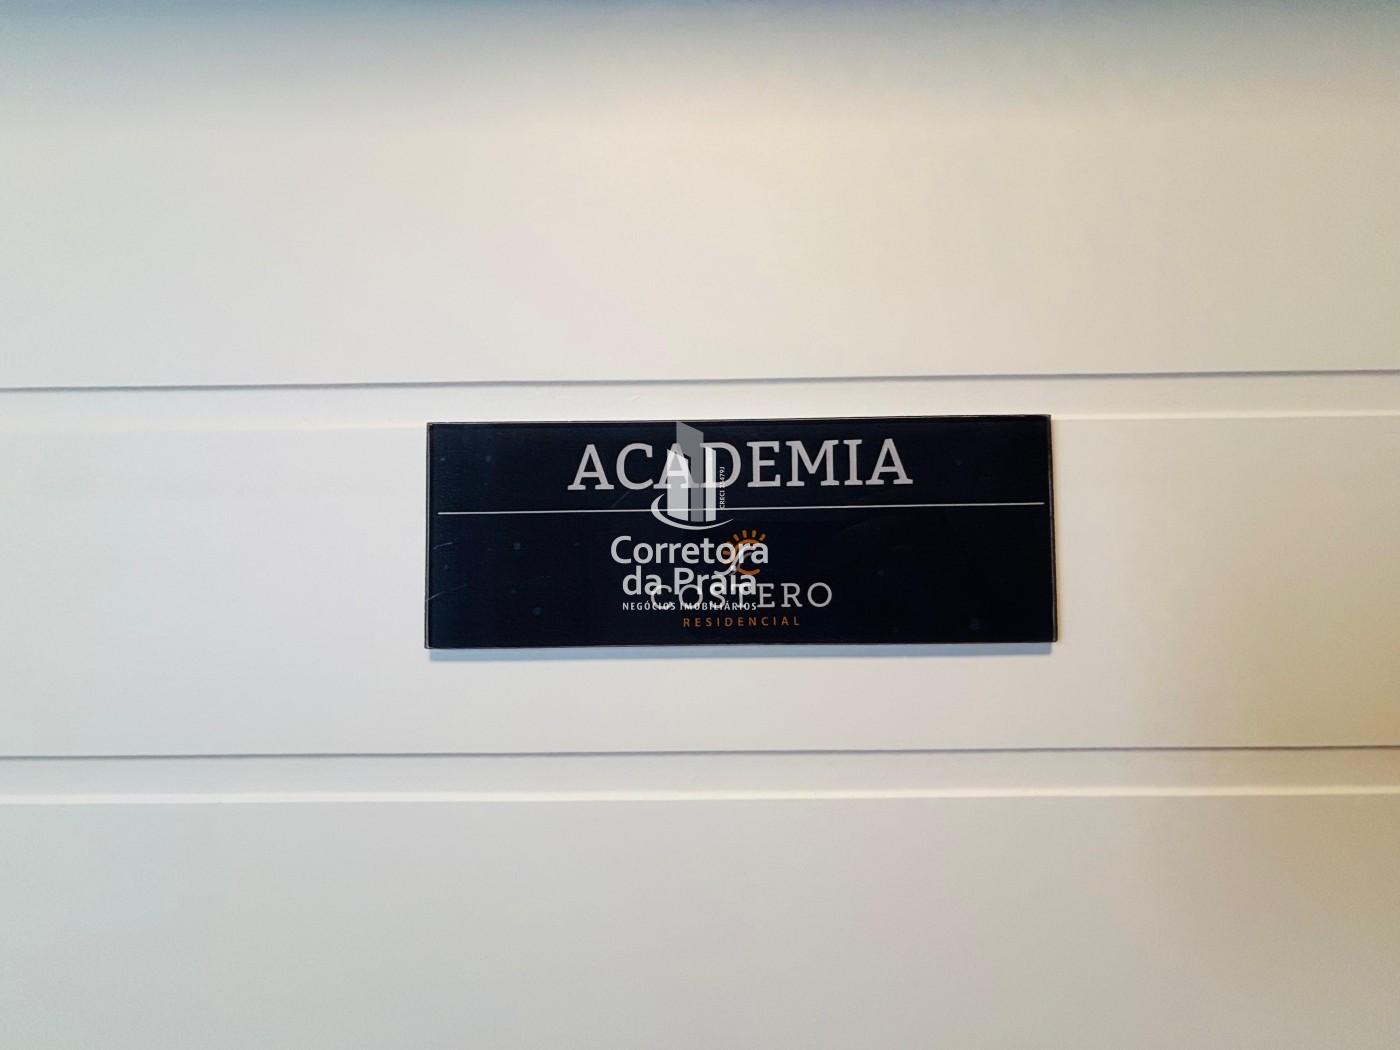 ACADEMIA
Corretora
da Praia
NEGÓCIOS IMOBILIÁRIOS
COSTERO
RESIDENCIAL